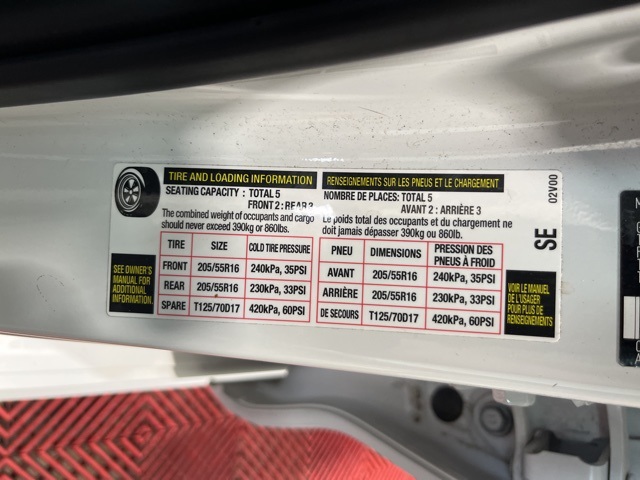 TIRE AND LOADING INFORMATION
SEATING CAPACITY : TOTAL 5
FRONT 2 : REAR 3
The combined weight of occupants and cargo
should never exceed 390kg or 860lbs.
TIRE SIZE COLD TIRE PRESSURE
FRONT 205/55R16 240kPa, 35PSI
REAR 205/55R16 230kPa, 33PSI
SPARE T125/70D17 420kPa, 60PSI
SEE OWNER'S
MANUAL FOR
ADDITIONAL
INFORMATION.
RENSEIGNEMENTS SUR LES PNEUS ET LE CHARGEMENT
NOMBRE DE PLACES: TOTAL 5
AVANT 2 : ARRIÈRE 3
Le poids total des occupants et du chargement ne
doit jamais dépasser 390kg ou 860lb.
PNEU DIMENSIONS PRESSION DES
PNEUS À FROID
AVANT 205/55R16 240kPa, 35PSI
ARRIÈRE 205/55R16 230kPa, 33PSI
DE SECOURS T125/70D17 420kPa, 60PSI
VOIR LE MANUEL
DE L'USAGER
POUR PLUS DE
RENSEIGNEMENTS
SE
02V00